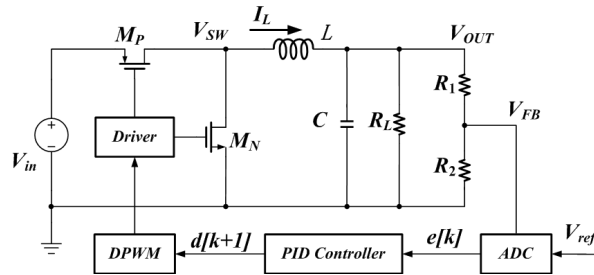 I_L
M_P V_SW L V_OUT
R_1
V_FB
Driver M_N C R_L
V_in R_2
+
−
d[k+1] e[k] V_ref
DPWM PID Controller ADC